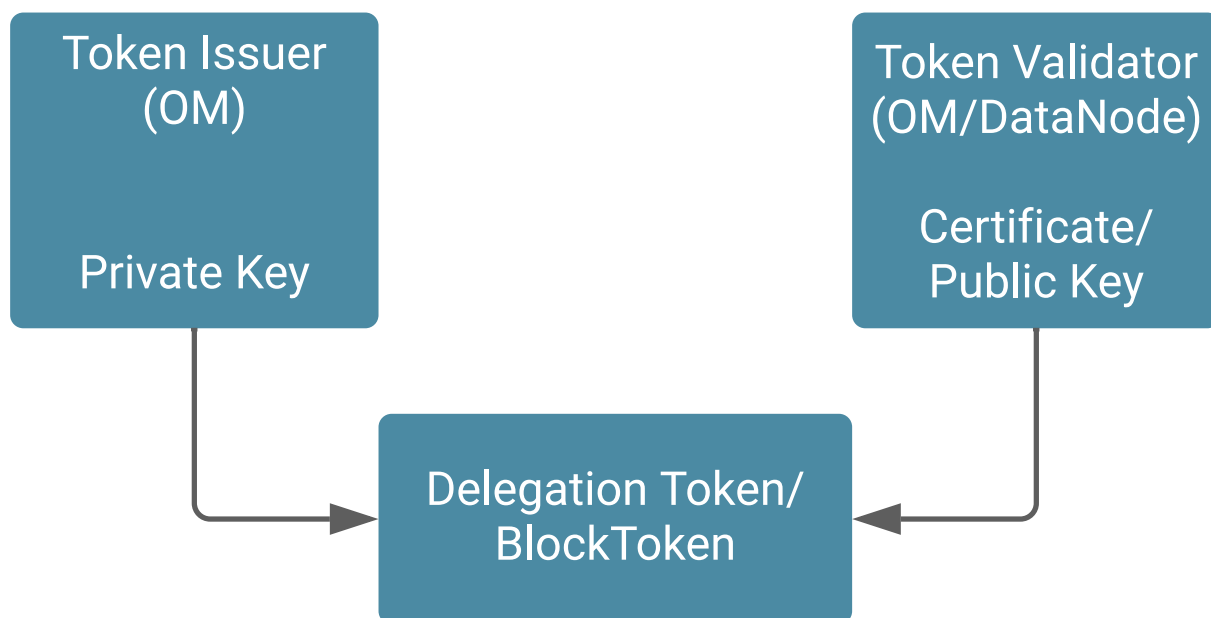 Token Issuer
(OM)
Private Key
Token Validator
(OM/DataNode)
Certificate/
Public Key
Delegation Token/
BlockToken